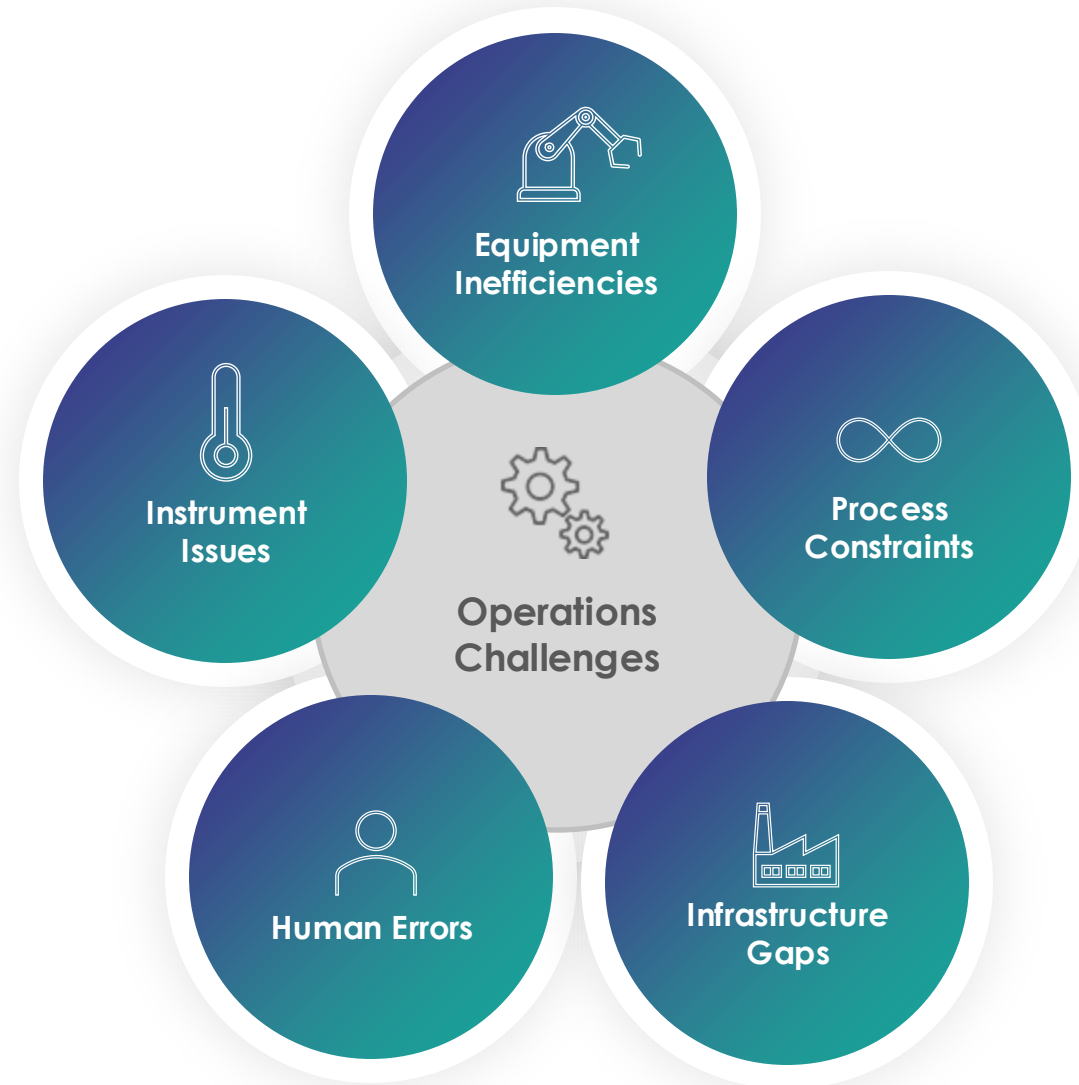 Equipment
Inefficiencies
Instrument
Issues
Process
Constraints
Operations
Challenges
Human Errors
Infrastructure
Gaps